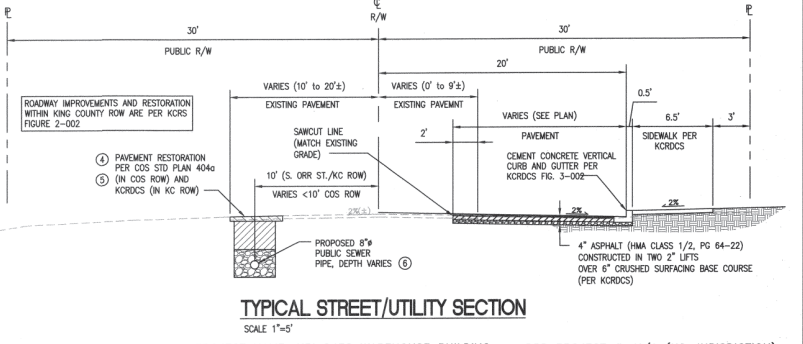 ℄
R/W
30'
30'
PUBLIC R/W
PUBLIC R/W
20'
VARIES (10' to 20'±)
VARIES (0' to 9'±)
EXISTING PAVEMENT
EXISTING PAVEMNT
0.5'
ROADWAY IMPROVEMENTS AND RESTORATION
WITHIN KING COUNTY ROW ARE PER KCRS
FIGURE 2-002
SAWCUT LINE
(MATCH EXISTING
GRADE)
2'
VARIES (SEE PLAN)
PAVEMENT
6.5'
3'
SIDEWALK PER
KCRDCS
CEMENT CONCRETE VERTICAL
CURB AND GUTTER PER
KCRDCS FIG. 3-002
4 PAVEMENT RESTORATION
PER COS STD PLAN 404a
5 (IN COS ROW) AND
KCRDCS (IN KC ROW)
10' (S. ORR ST./KC ROW)
VARIES <10' COS ROW
2%(±)
2%
2%
PROPOSED 8"ø
PUBLIC SEWER
PIPE, DEPTH VARIES 6
4" ASPHALT (HMA CLASS 1/2, PG 64-22)
CONSTRUCTED IN TWO 2" LIFTS
OVER 6" CRUSHED SURFACING BASE COURSE
(PER KCRDCS)
TYPICAL STREET/UTILITY SECTION
SCALE 1"=5'